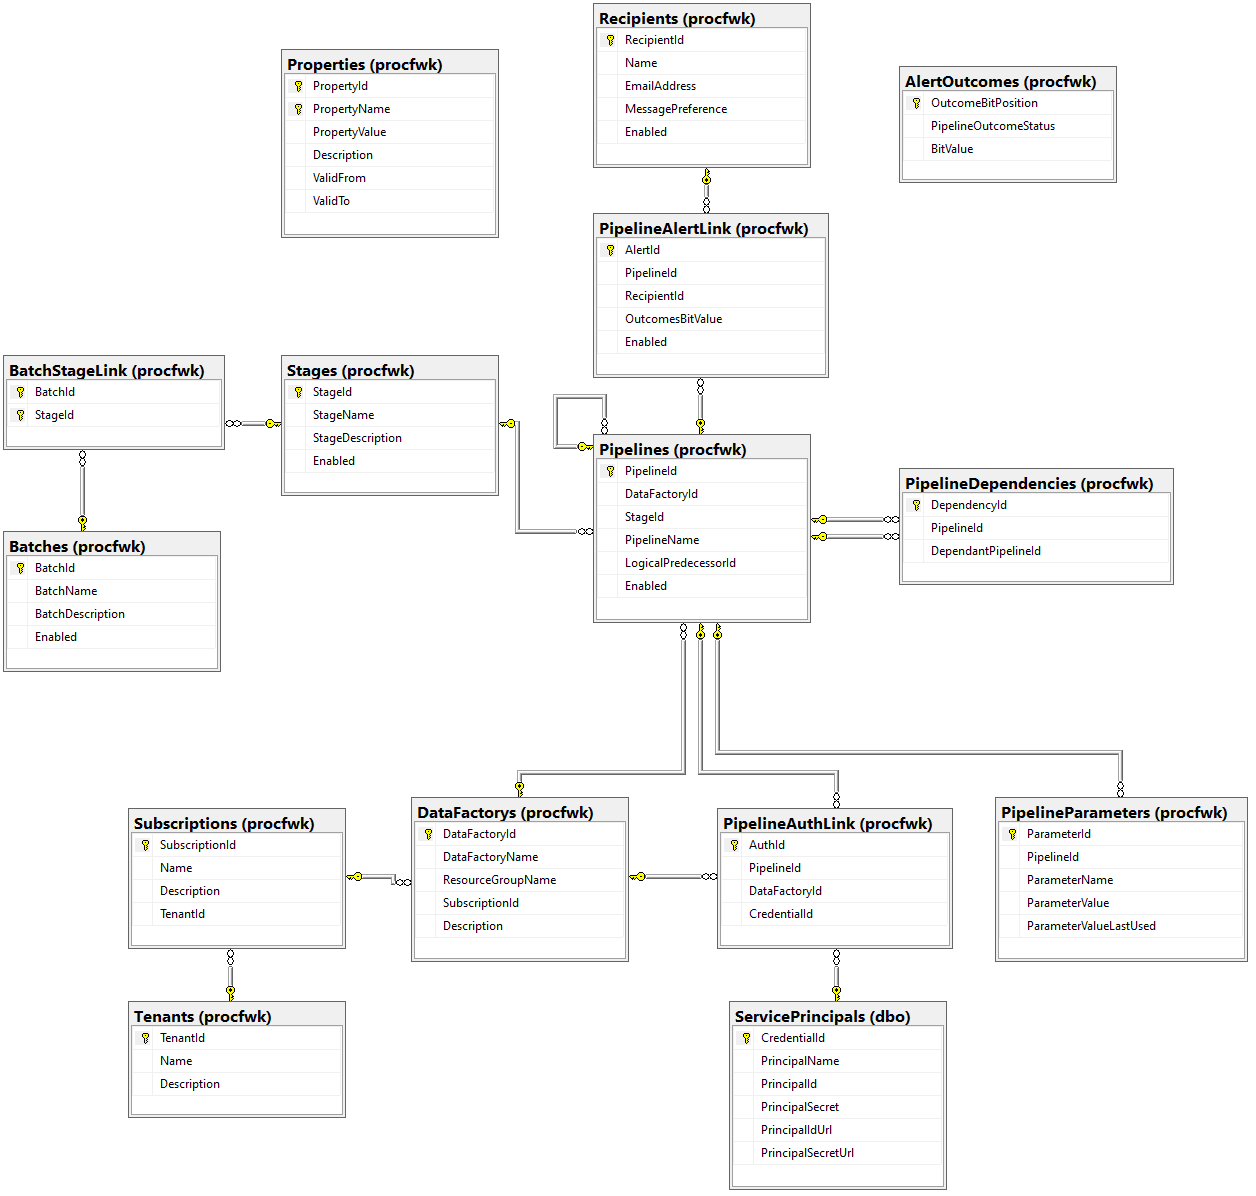 Recipients (procfwk)
RecipientId
Name
EmailAddress
MessagePreference
Enabled
Properties (procfwk)
PropertyId
PropertyName
PropertyValue
Description
ValidFrom
ValidTo
AlertOutcomes (procfwk)
OutcomeBitPosition
PipelineOutcomeStatus
BitValue
PipelineAlertLink (procfwk)
AlertId
PipelineId
RecipientId
OutcomesBitValue
Enabled
BatchStageLink (procfwk)
BatchId
StageId
Stages (procfwk)
StageId
StageName
StageDescription
Enabled
Pipelines (procfwk)
PipelineId
DataFactoryId
StageId
PipelineName
LogicalPredecessorId
Enabled
PipelineDependencies (procfwk)
DependencyId
PipelineId
DependantPipelineId
Batches (procfwk)
BatchId
BatchName
BatchDescription
Enabled
Subscriptions (procfwk)
SubscriptionId
Name
Description
TenantId
DataFactorys (procfwk)
DataFactoryId
DataFactoryName
ResourceGroupName
SubscriptionId
Description
PipelineAuthLink (procfwk)
AuthId
PipelineId
DataFactoryId
CredentialId
PipelineParameters (procfwk)
ParameterId
PipelineId
ParameterName
ParameterValue
ParameterValueLastUsed
Tenants (procfwk)
TenantId
Name
Description
ServicePrincipals (dbo)
CredentialId
PrincipalName
PrincipalId
PrincipalSecret
PrincipalIdUrl
PrincipalSecretUrl